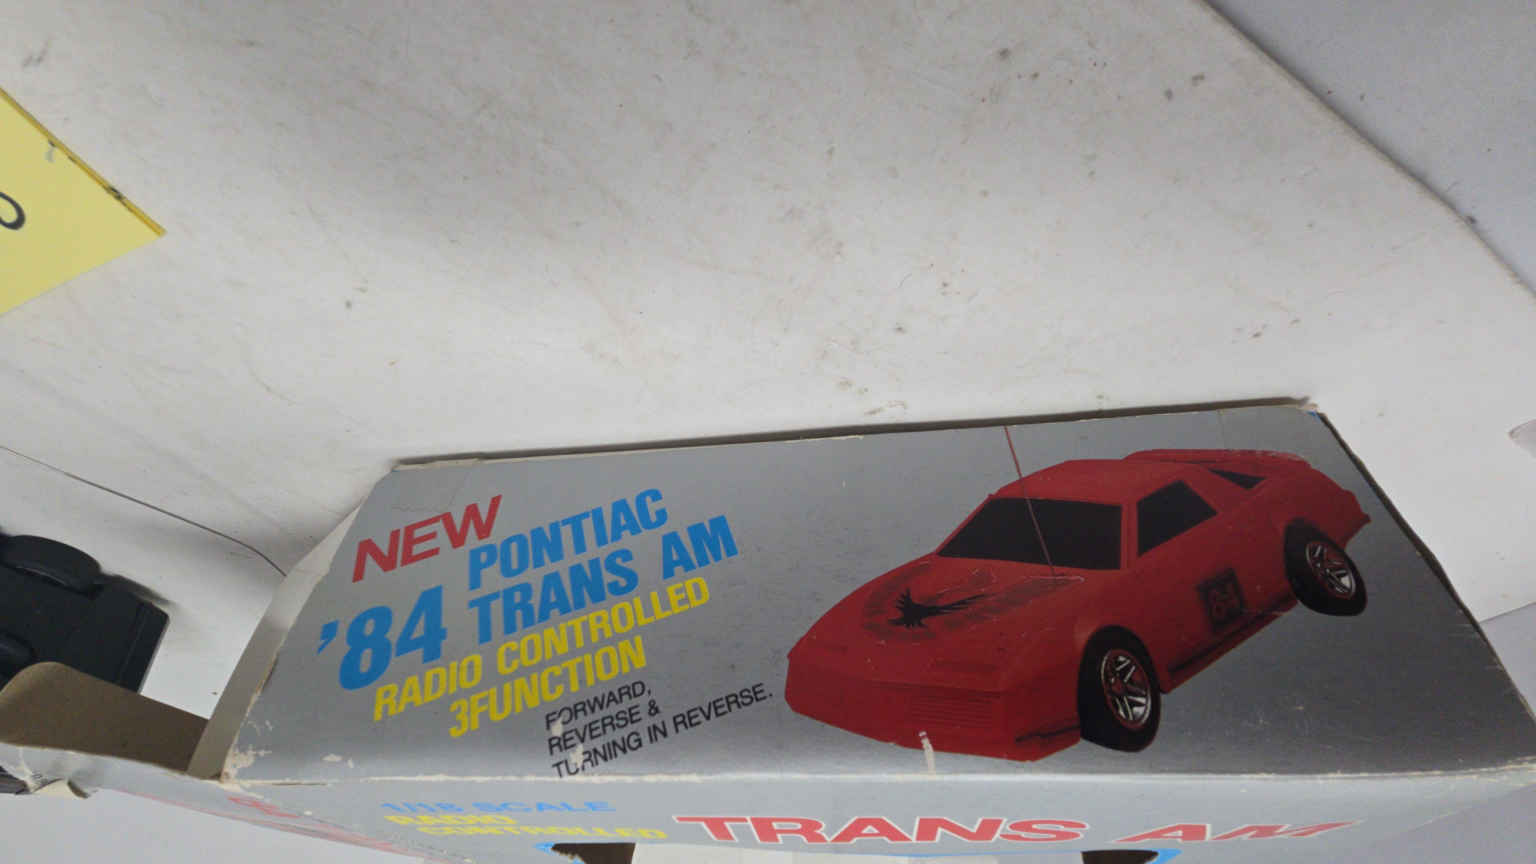 NEW
PONTIAC
'84 TRANS AM
RADIO CONTROLLED
3FUNCTION
FORWARD,
REVERSE &
TURNING IN REVERSE.
84
1/18 SCALE
RADIO
CONTROLLED
TRANS AM